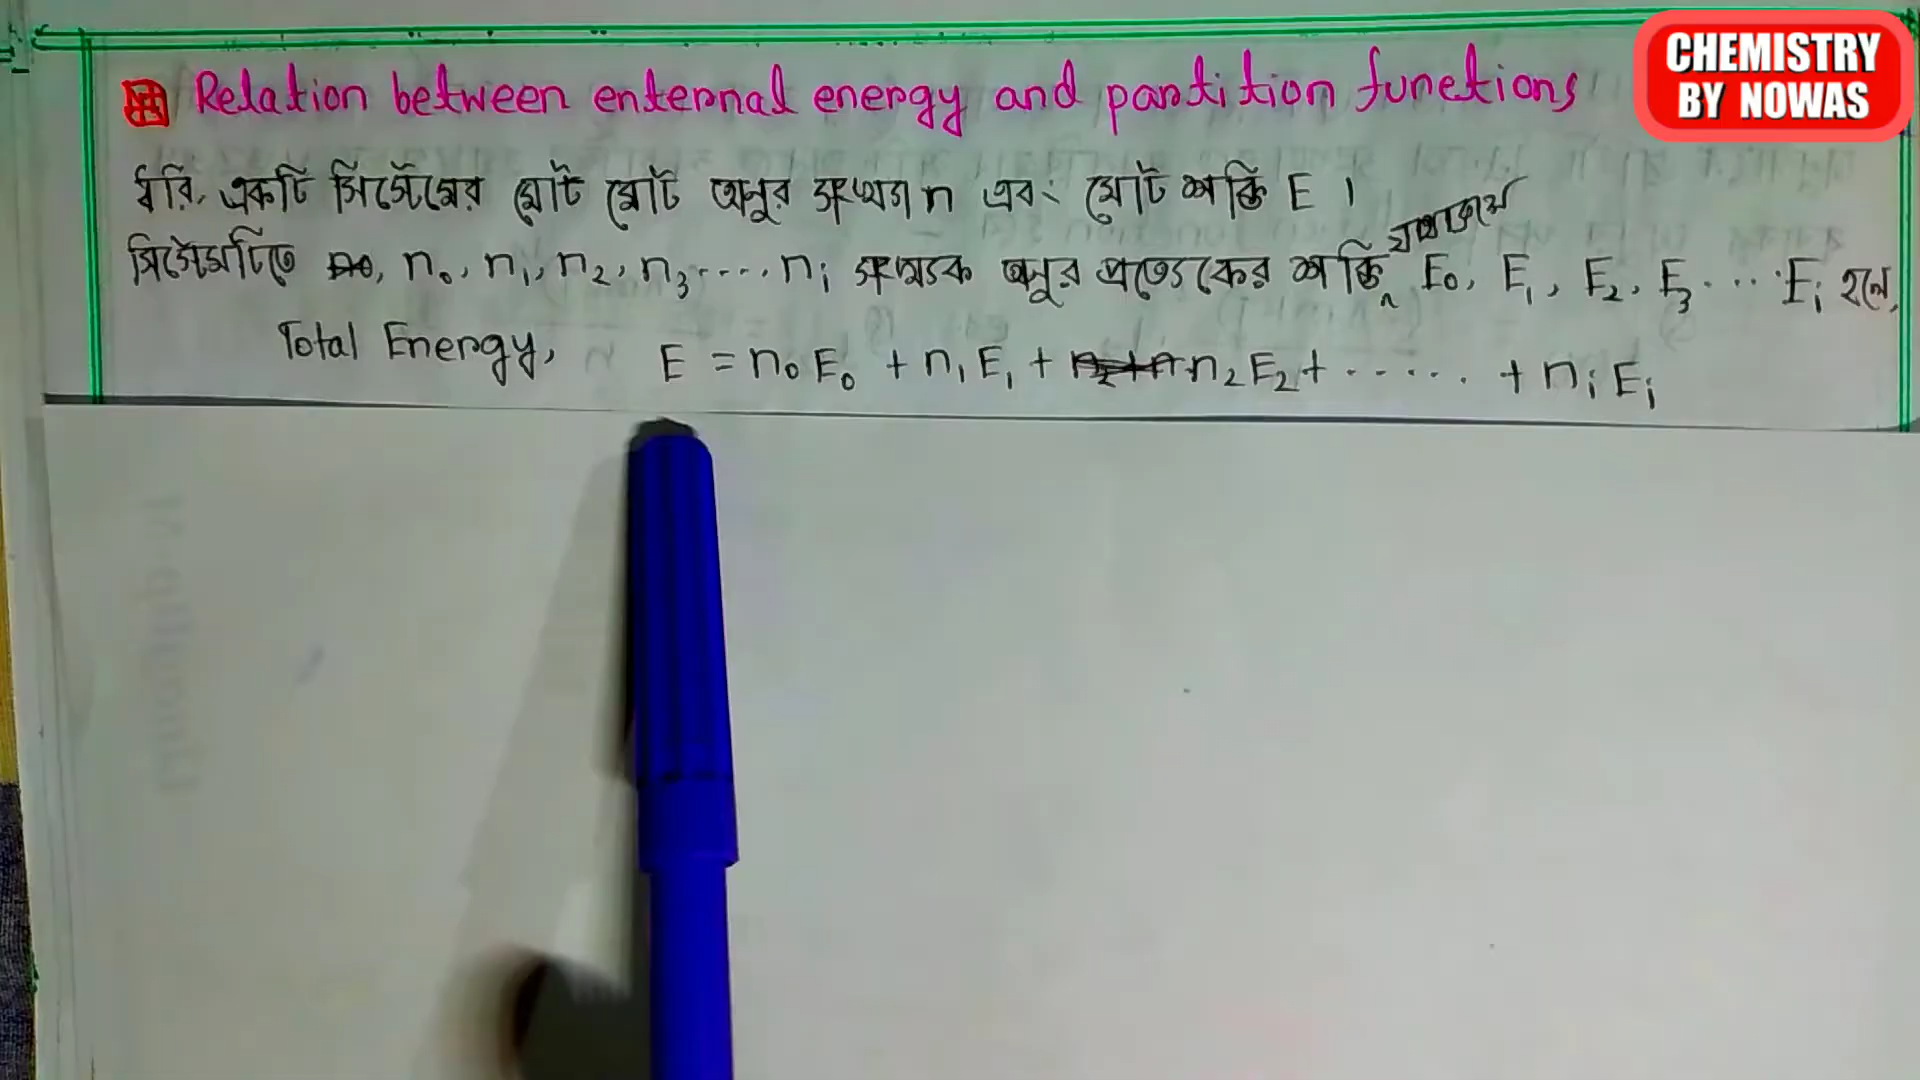 Relation between enternal energy and partition functions
CHEMISTRY
BY NOWAS
ধরি, একটি সিস্টেমের মোট মোট অনুর সংখ্যা n এবং মোট শক্তি E ।
যথাক্রমে
সিস্টেমটিতে n₀, n₁, n₂, n₃ .... nᵢ সংখ্যক অনুর প্রত্যেকের শক্তি E₀, E₁, E₂, E₃ .... Eᵢ হলে,
Total Energy, E = n₀E₀ + n₁E₁ + n₂E₂ + ...... + nᵢEᵢ